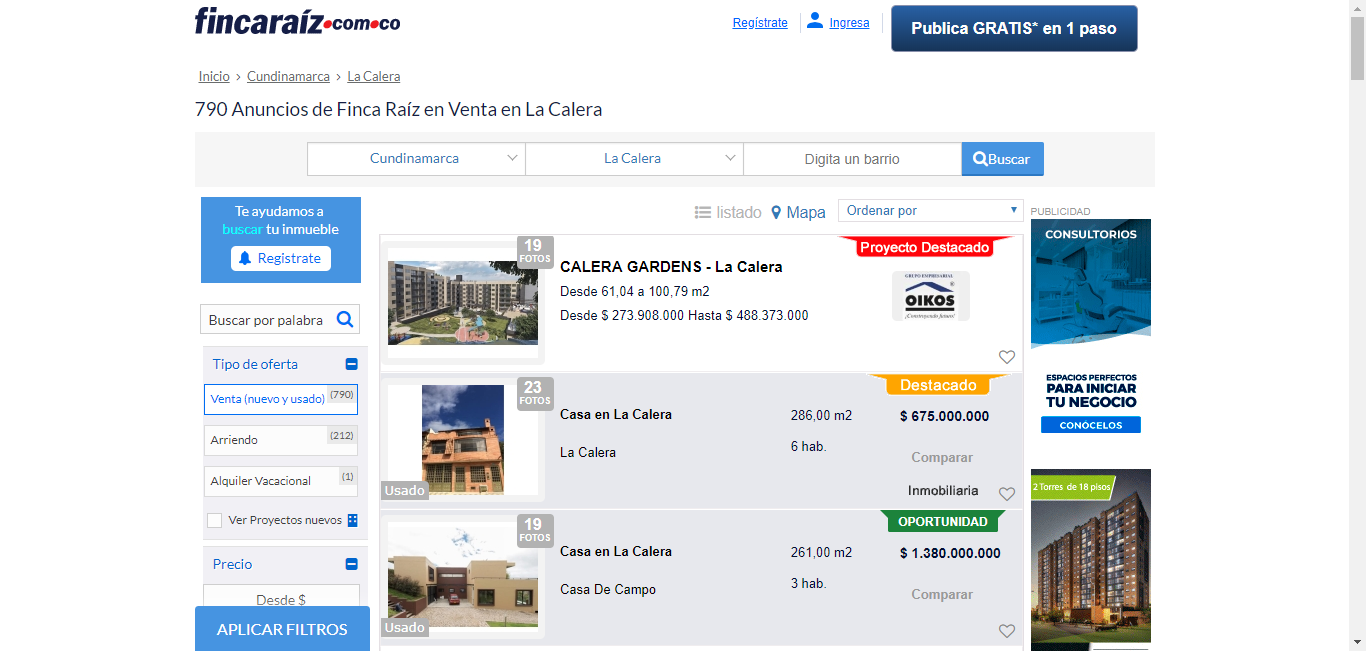 fincaraíz.com.co
Regístrate
Ingresa
Publica GRATIS* en 1 paso
Inicio > Cundinamarca > La Calera
790 Anuncios de Finca Raíz en Venta en La Calera
Cundinamarca
La Calera
Digita un barrio
Buscar
Te ayudamos a
buscar tu inmueble
Registrate
Buscar por palabra
Tipo de oferta
Venta (nuevo y usado) (790)
Arriendo (212)
Alquiler Vacacional (1)
Ver Proyectos nuevos
Precio
Desde $
APLICAR FILTROS
listado
Mapa
Ordenar por
19
FOTOS
CALERA GARDENS - La Calera
Desde 61,04 a 100,79 m2
Desde $ 273.908.000 Hasta $ 488.373.000
Proyecto Destacado
GRUPO EMPRESARIAL
OIKOS
¡Construyendo futuro!
23
FOTOS
Usado
Casa en La Calera
La Calera
286,00 m2
6 hab.
Destacado
$ 675.000.000
Comparar
Inmobiliaria
19
FOTOS
Usado
Casa en La Calera
Casa De Campo
261,00 m2
3 hab.
OPORTUNIDAD
$ 1.380.000.000
Comparar
PUBLICIDAD
CONSULTORIOS
ESPACIOS PERFECTOS
PARA INICIAR
TU NEGOCIO
CONÓCELOS
2 Torres de 18 pisos